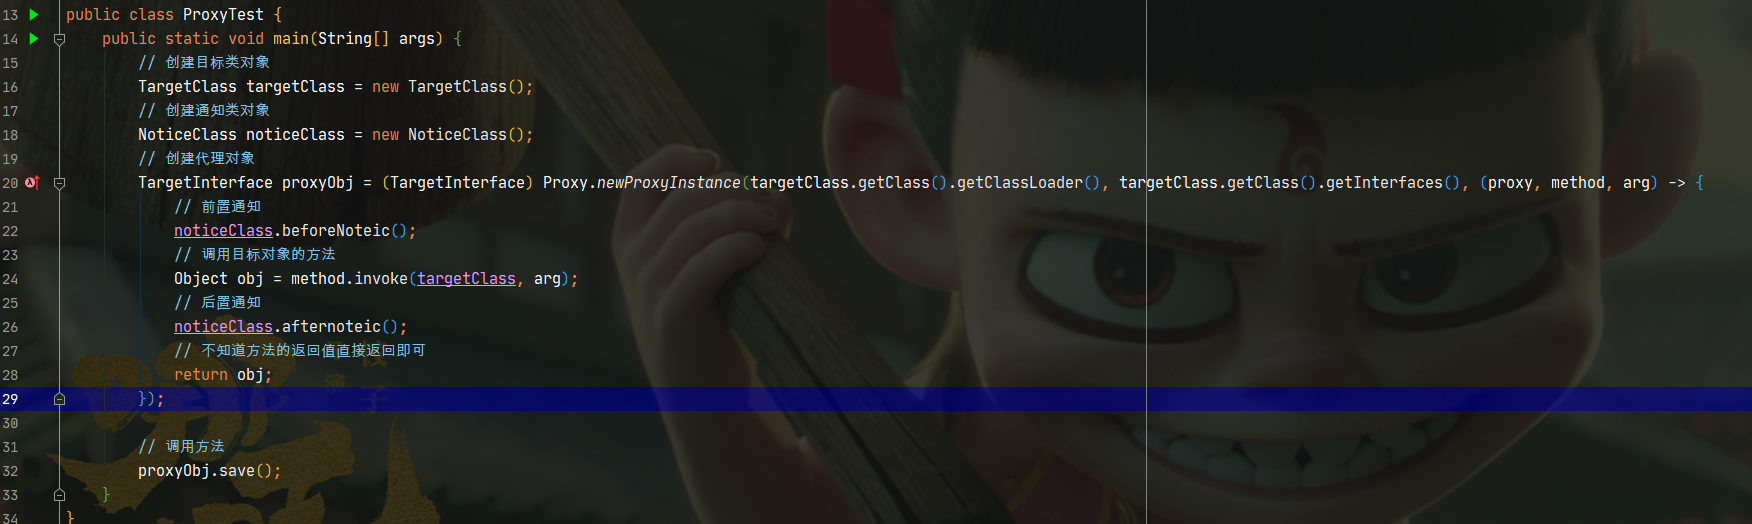 13 public class ProxyTest {
14 public static void main(String[] args) {
15 // 创建目标类对象
16 TargetClass targetClass = new TargetClass();
17 // 创建通知类对象
18 NoticeClass noticeClass = new NoticeClass();
19 // 创建代理对象
20 TargetInterface proxyObj = (TargetInterface) Proxy.newProxyInstance(targetClass.getClass().getClassLoader(), targetClass.getClass().getInterfaces(), (proxy, method, arg) -> {
21 // 前置通知
22 noticeClass.beforeNoteic();
23 // 调用目标对象的方法
24 Object obj = method.invoke(targetClass, arg);
25 // 后置通知
26 noticeClass.afternoteic();
27 // 不知道方法的返回值直接返回即可
28 return obj;
29 });
30
31 // 调用方法
32 proxyObj.save();
33 }
34 }